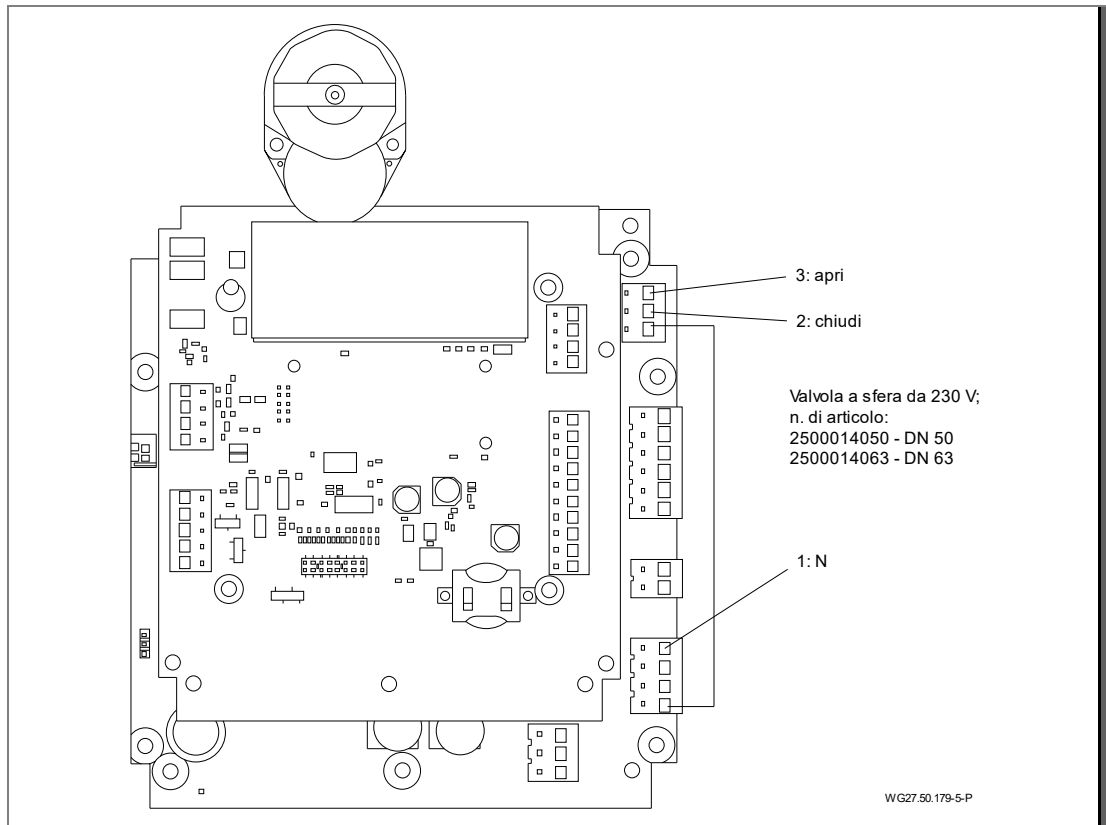 3: apri
2: chiudi
Valvola a sfera da 230 V;
n. di articolo:
2500014050 - DN 50
2500014063 - DN 63
1: N
WG27.50.179-5-P